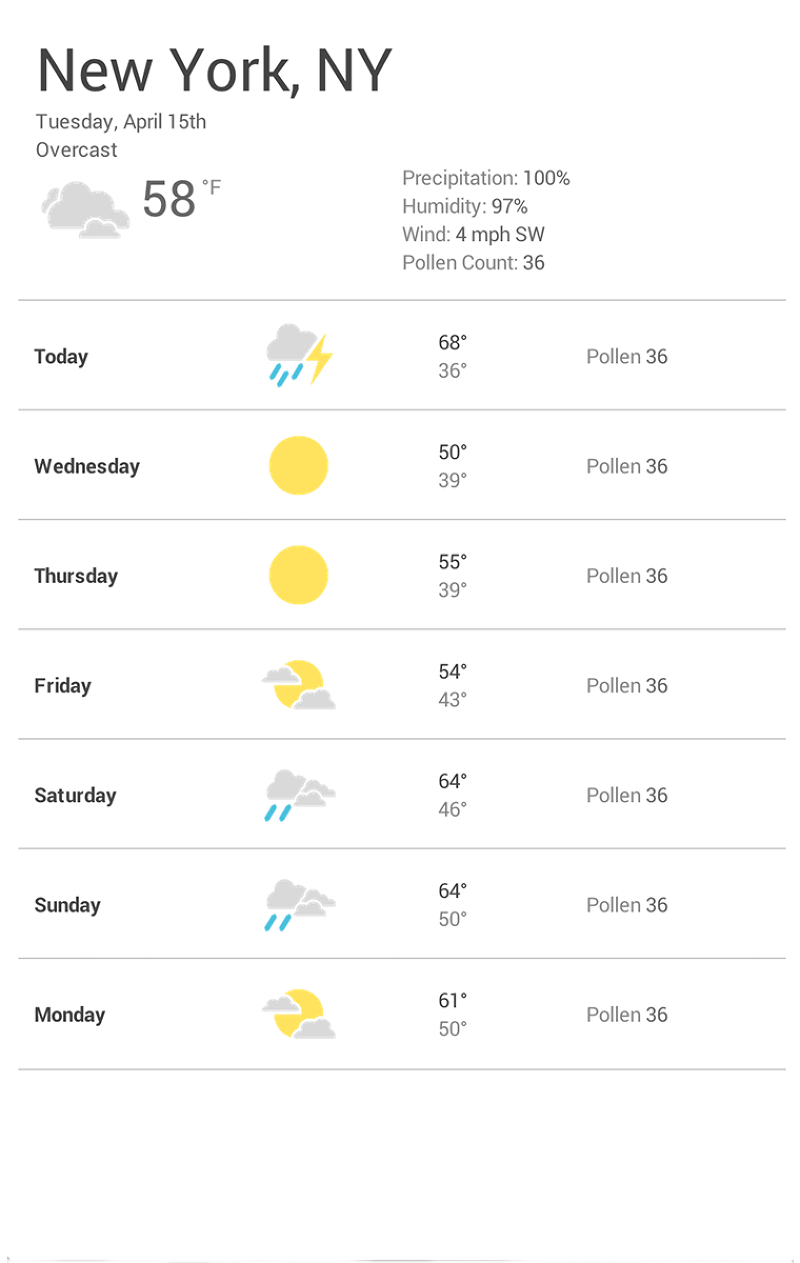 New York, NY
Tuesday, April 15th
Overcast
58 °F
Precipitation: 100%
Humidity: 97%
Wind: 4 mph SW
Pollen Count: 36
Today 68° Pollen 36
36°
Wednesday 50° Pollen 36
39°
Thursday 55° Pollen 36
39°
Friday 54° Pollen 36
43°
Saturday 64° Pollen 36
46°
Sunday 64° Pollen 36
50°
Monday 61° Pollen 36
50°